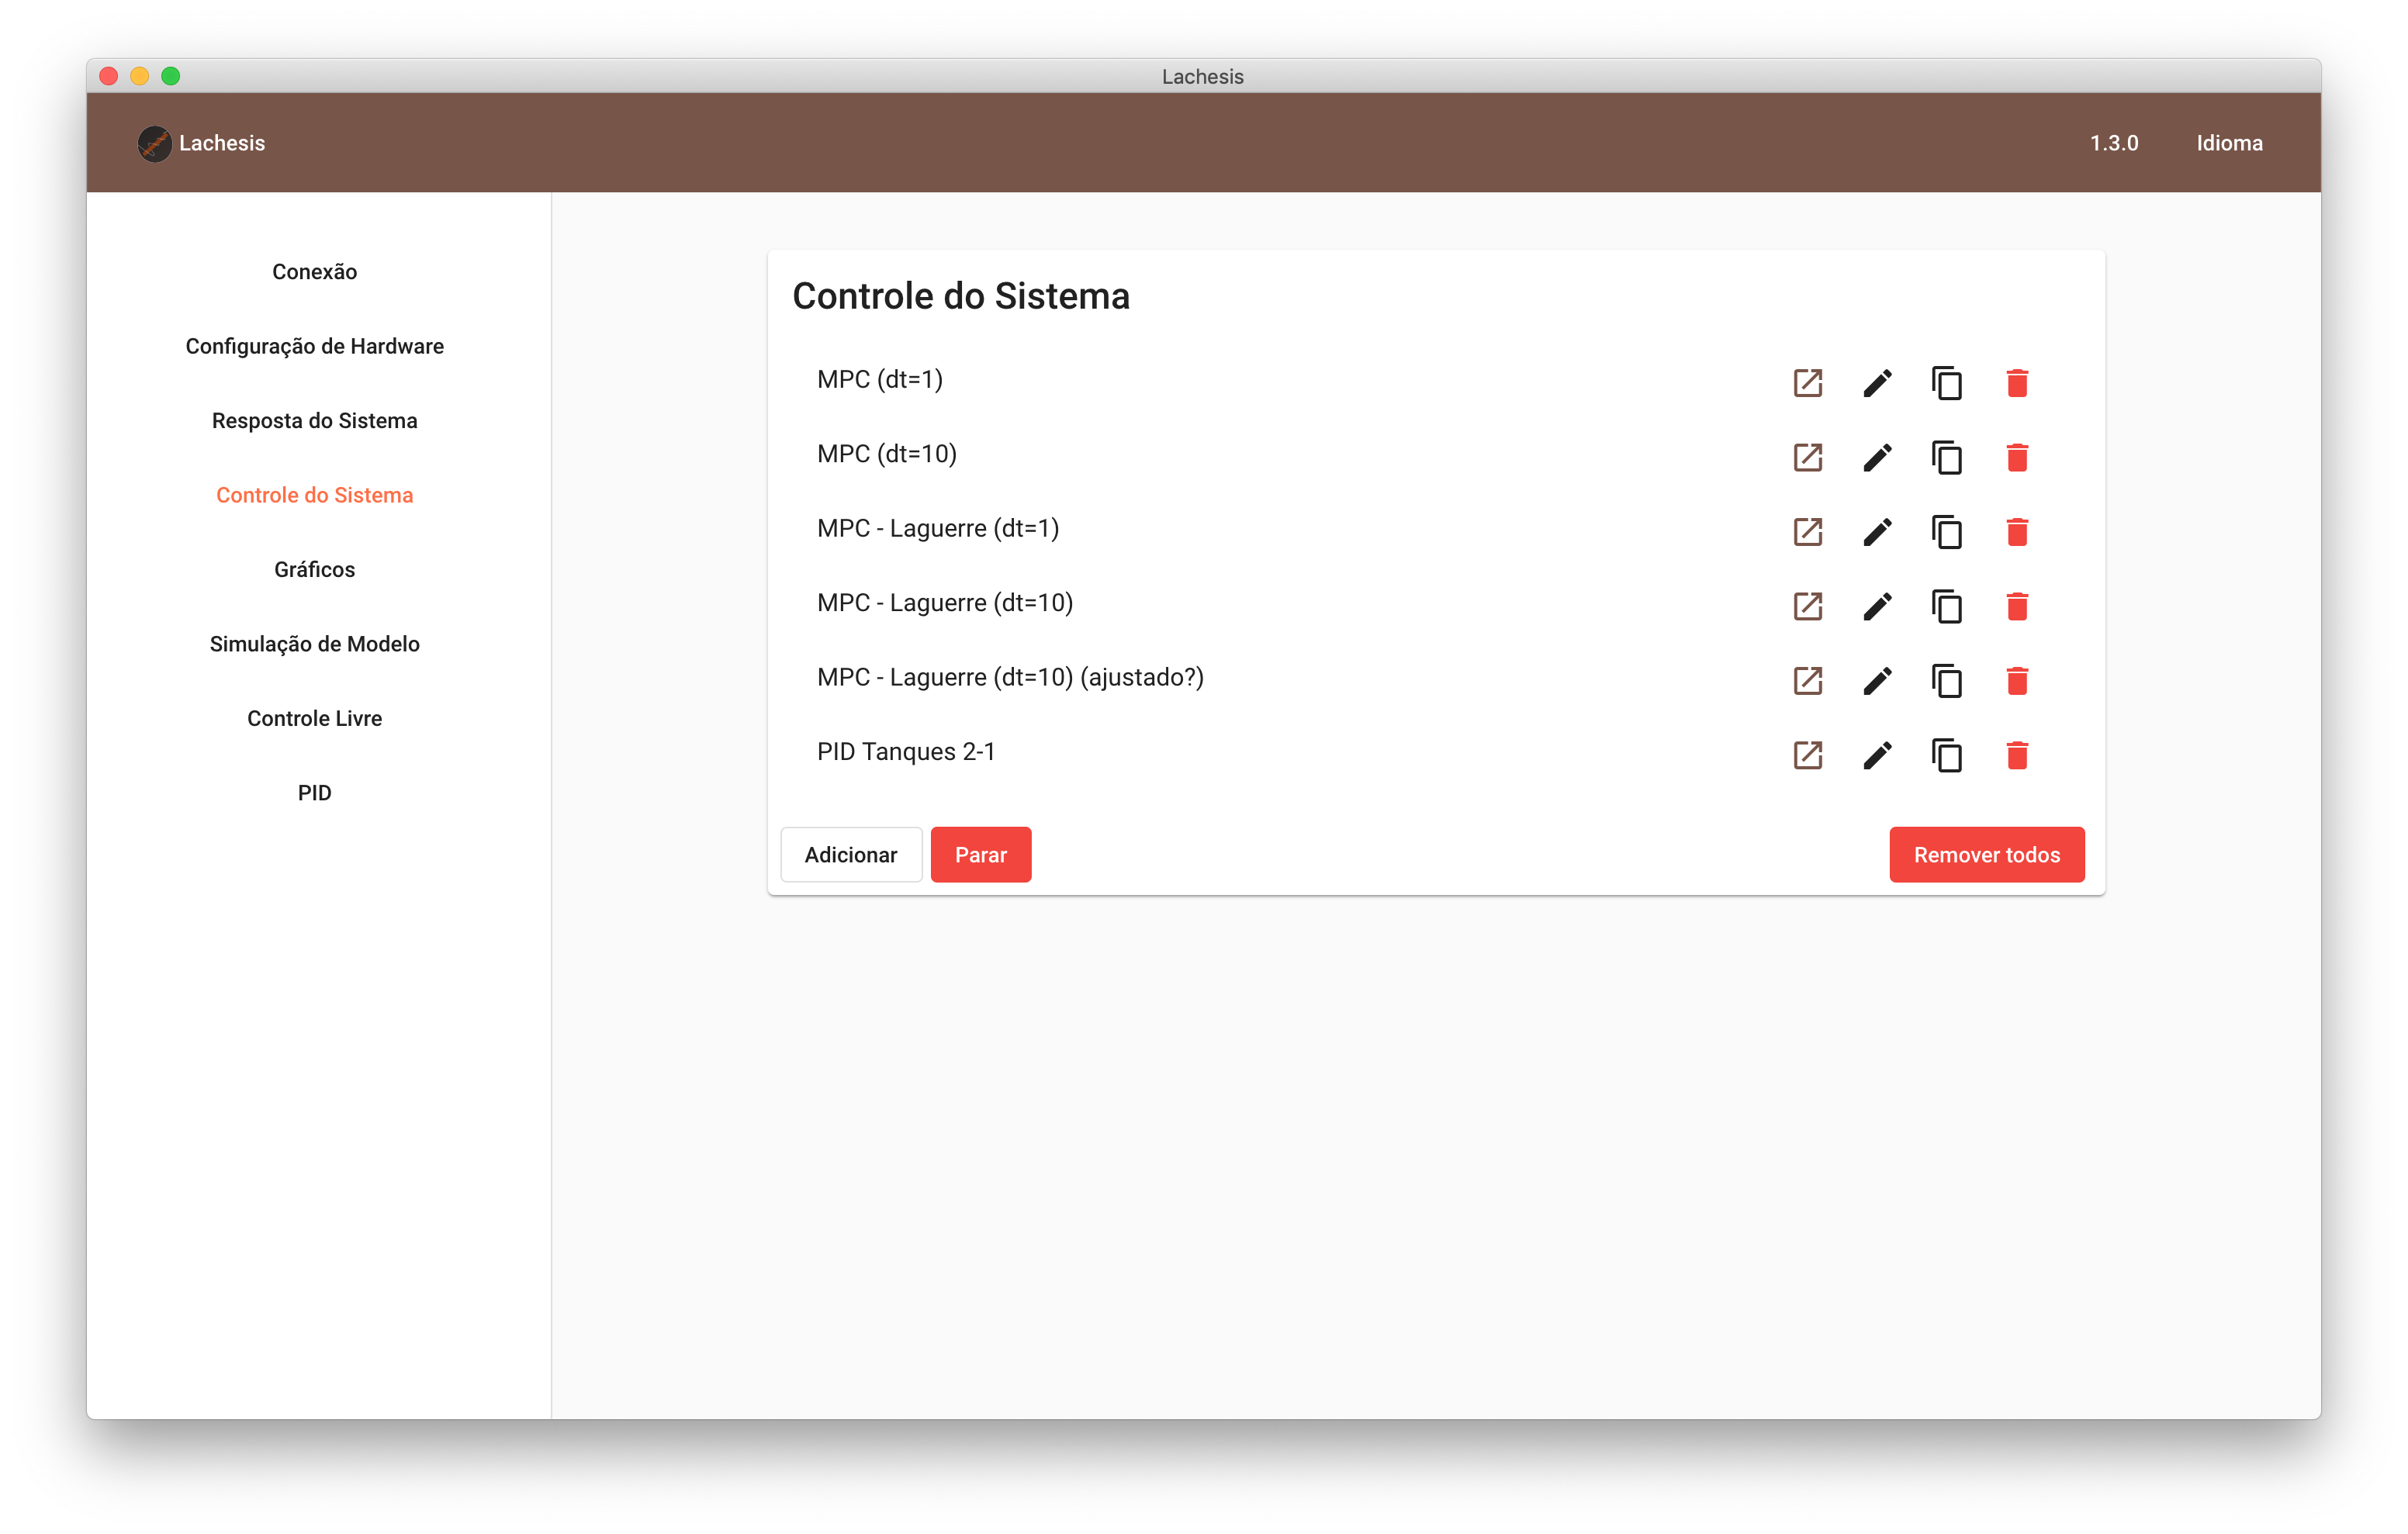 Lachesis
Lachesis
1.3.0
Idioma
Conexão
Configuração de Hardware
Resposta do Sistema
Controle do Sistema
Gráficos
Simulação de Modelo
Controle Livre
PID
Controle do Sistema
MPC (dt=1)
MPC (dt=10)
MPC - Laguerre (dt=1)
MPC - Laguerre (dt=10)
MPC - Laguerre (dt=10) (ajustado?)
PID Tanques 2-1
Adicionar
Parar
Remover todos